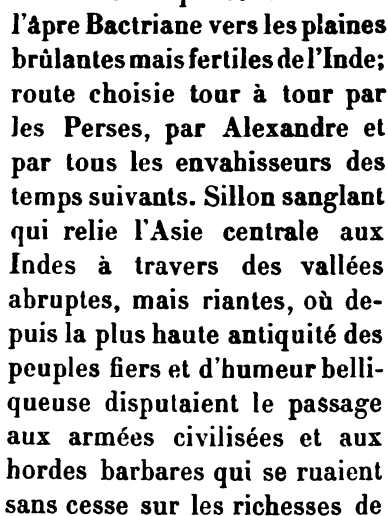 l'âpre Bactriane vers les plaines
brûlantes mais fertiles de l'Inde;
route choisie tour à tour par
les Perses, par Alexandre et
par tous les envahisseurs des
temps suivants. Sillon sanglant
qui relie l'Asie centrale aux
Indes à travers des vallées
abruptes, mais riantes, où de-
puis la plus haute antiquité des
peuples fiers et d'humeur belli-
queuse disputaient le passage
aux armées civilisées et aux
hordes barbares qui se ruaient
sans cesse sur les richesses de